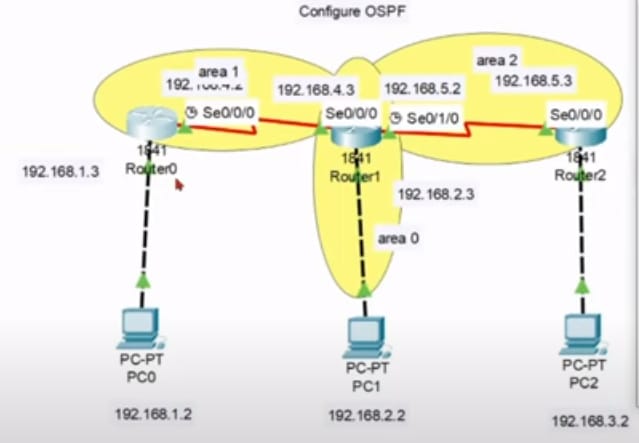 Configure OSPF
area 1
192.168.4.2
192.168.4.3
192.168.5.2
area 2
192.168.5.3
Se0/0/0
Se0/0/0
Se0/1/0
Se0/0/0
1841
Router0
1841
Router1
1841
Router2
192.168.1.3
192.168.2.3
area 0
PC-PT
PC0
PC-PT
PC1
PC-PT
PC2
192.168.1.2
192.168.2.2
192.168.3.2